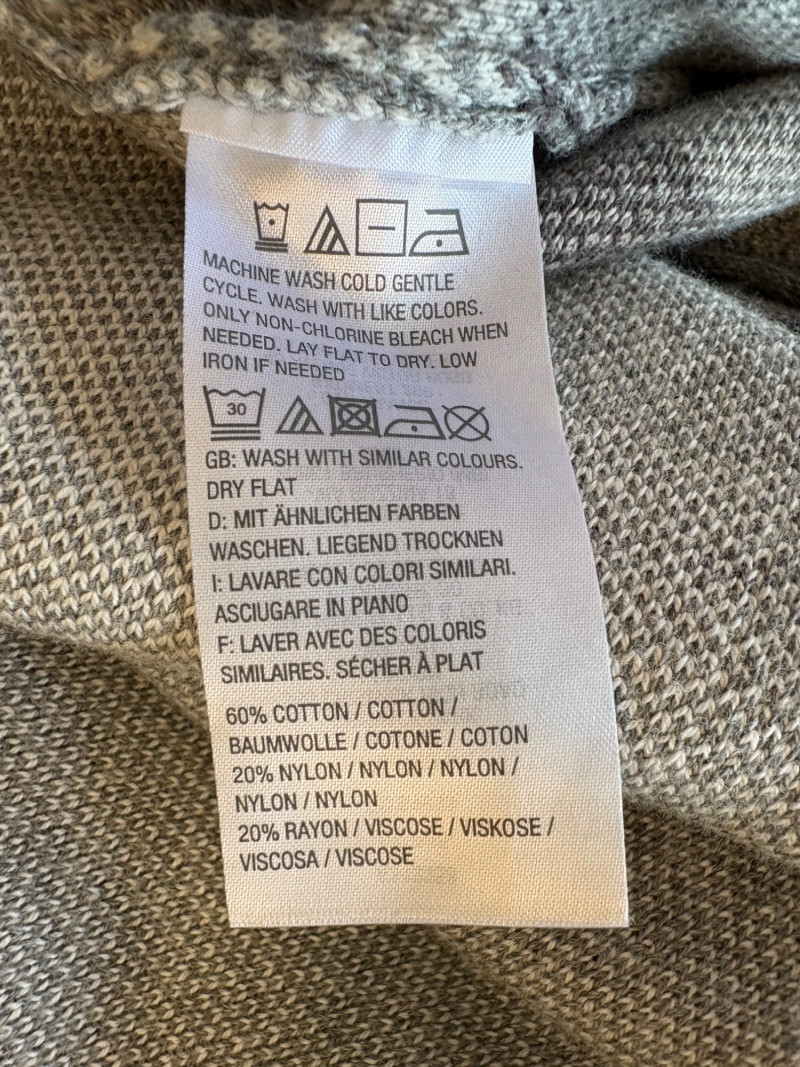 MACHINE WASH COLD GENTLE
CYCLE. WASH WITH LIKE COLORS.
ONLY NON-CHLORINE BLEACH WHEN
NEEDED. LAY FLAT TO DRY. LOW
IRON IF NEEDED
30
GB: WASH WITH SIMILAR COLOURS.
DRY FLAT
D: MIT ÄHNLICHEN FARBEN
WASCHEN. LIEGEND TROCKNEN
I: LAVARE CON COLORI SIMILARI.
ASCIUGARE IN PIANO
F: LAVER AVEC DES COLORIS
SIMILAIRES. SÉCHER À PLAT
60% COTTON / COTTON /
BAUMWOLLE / COTONE / COTON
20% NYLON / NYLON / NYLON /
NYLON / NYLON
20% RAYON / VISCOSE / VISKOSE /
VISCOSA / VISCOSE